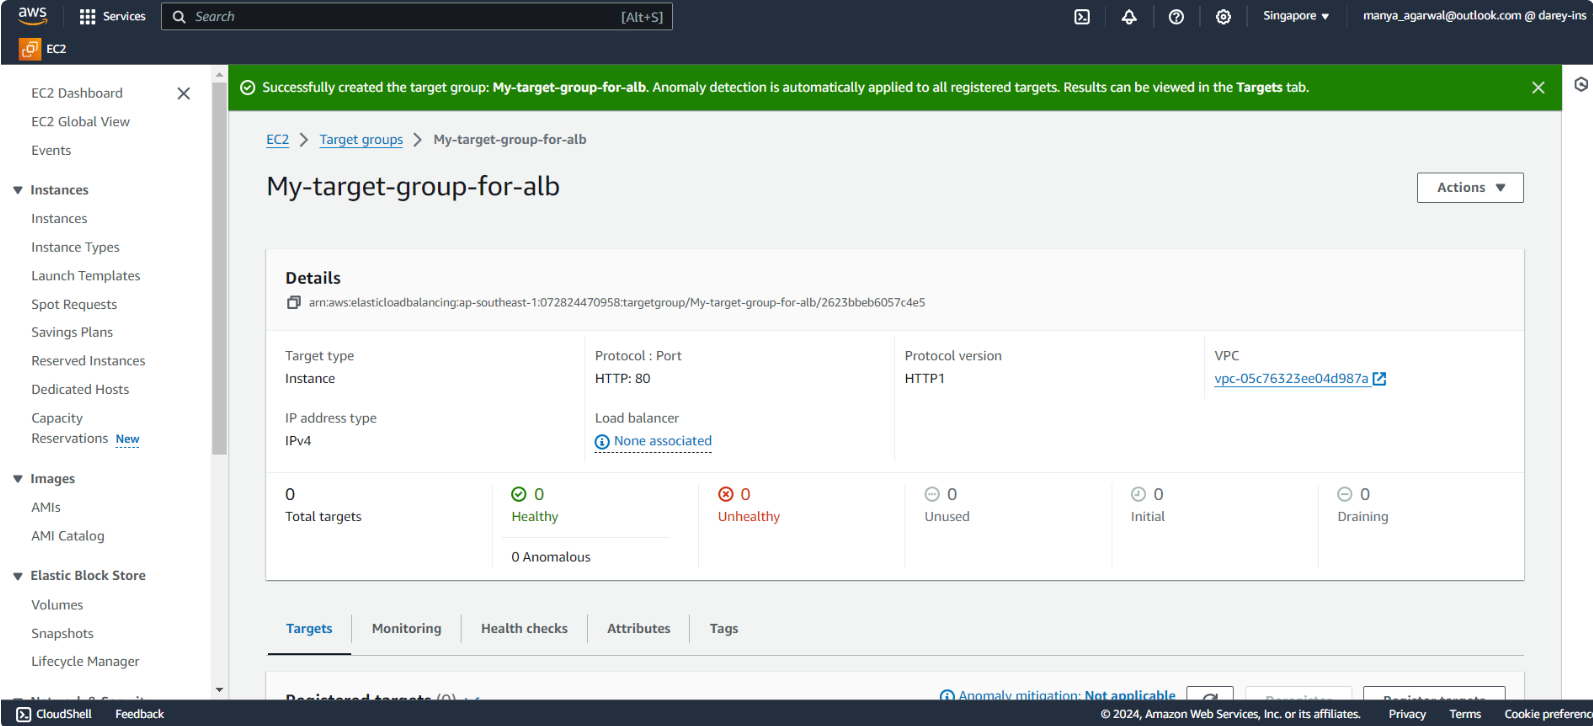 aws
Services
Search
[Alt+S]
Singapore ▼
manya_agarwal@outlook.com @ darey-ins
EC2
EC2 Dashboard
EC2 Global View
Events
Instances
Instances
Instance Types
Launch Templates
Spot Requests
Savings Plans
Reserved Instances
Dedicated Hosts
Capacity
Reservations New
Images
AMIs
AMI Catalog
Elastic Block Store
Volumes
Snapshots
Lifecycle Manager
Successfully created the target group: My-target-group-for-alb. Anomaly detection is automatically applied to all registered targets. Results can be viewed in the Targets tab.
EC2 > Target groups > My-target-group-for-alb
My-target-group-for-alb
Actions ▼
Details
arn:aws:elasticloadbalancing:ap-southeast-1:072824470958:targetgroup/My-target-group-for-alb/2623bbeb6057c4e5
Target type
Instance
Protocol : Port
HTTP: 80
Protocol version
HTTP1
VPC
vpc-05c76323ee04d987a
IP address type
IPv4
Load balancer
None associated
0
Total targets
0
Healthy
0 Anomalous
0
Unhealthy
0
Unused
0
Initial
0
Draining
Targets
Monitoring
Health checks
Attributes
Tags
Registered targets (0)
Anomaly mitigation: Not applicable
Deregister
Register targets
CloudShell
Feedback
© 2024, Amazon Web Services, Inc. or its affiliates.
Privacy
Terms
Cookie preferenc